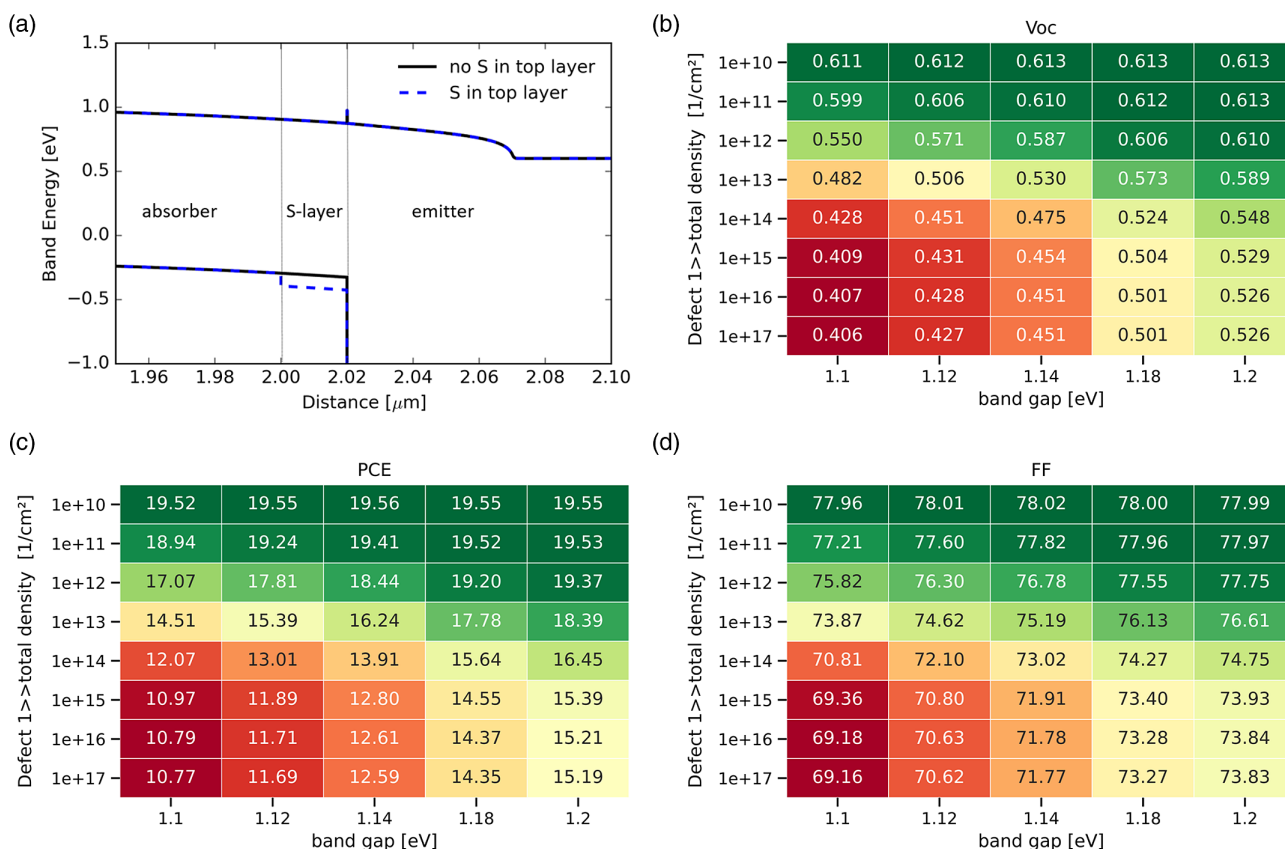 (a)
1.5
1.0
0.5
0.0
−0.5
−1.0
Band Energy [eV]
no S in top layer
S in top layer
absorber
S-layer
emitter
1.96 1.98 2.00 2.02 2.04 2.06 2.08 2.10
Distance [μm]
(b)
Voc
Defect 1>>total density [1/cm²]
1e+10 0.611 0.612 0.613 0.613 0.613
1e+11 0.599 0.606 0.610 0.612 0.613
1e+12 0.550 0.571 0.587 0.606 0.610
1e+13 0.482 0.506 0.530 0.573 0.589
1e+14 0.428 0.451 0.475 0.524 0.548
1e+15 0.409 0.431 0.454 0.504 0.529
1e+16 0.407 0.428 0.451 0.501 0.526
1e+17 0.406 0.427 0.451 0.501 0.526
1.1 1.12 1.14 1.18 1.2
band gap [eV]
(c)
PCE
Defect 1>>total density [1/cm²]
1e+10 19.52 19.55 19.56 19.55 19.55
1e+11 18.94 19.24 19.41 19.52 19.53
1e+12 17.07 17.81 18.44 19.20 19.37
1e+13 14.51 15.39 16.24 17.78 18.39
1e+14 12.07 13.01 13.91 15.64 16.45
1e+15 10.97 11.89 12.80 14.55 15.39
1e+16 10.79 11.71 12.61 14.37 15.21
1e+17 10.77 11.69 12.59 14.35 15.19
1.1 1.12 1.14 1.18 1.2
band gap [eV]
(d)
FF
Defect 1>>total density [1/cm²]
1e+10 77.96 78.01 78.02 78.00 77.99
1e+11 77.21 77.60 77.82 77.96 77.97
1e+12 75.82 76.30 76.78 77.55 77.75
1e+13 73.87 74.62 75.19 76.13 76.61
1e+14 70.81 72.10 73.02 74.27 74.75
1e+15 69.36 70.80 71.91 73.40 73.93
1e+16 69.18 70.63 71.78 73.28 73.84
1e+17 69.16 70.62 71.77 73.27 73.83
1.1 1.12 1.14 1.18 1.2
band gap [eV]